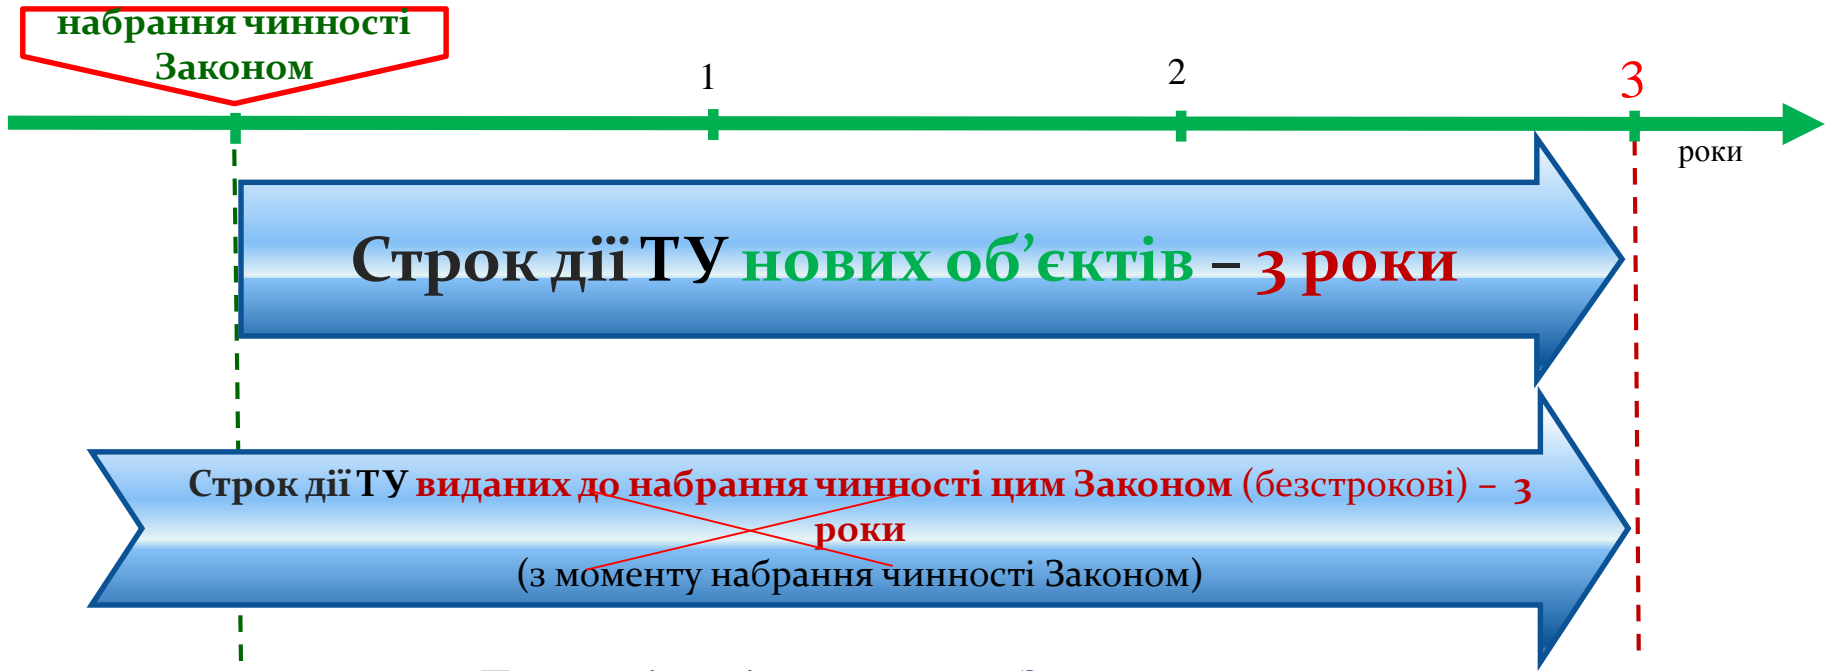 набрання чинності
Законом
1
2
3
роки
Строк дії ТУ нових об’єктів – 3 роки
Строк дії ТУ виданих до набрання чинності цим Законом (безстрокові) – 3
роки
(з моменту набрання чинності Законом)